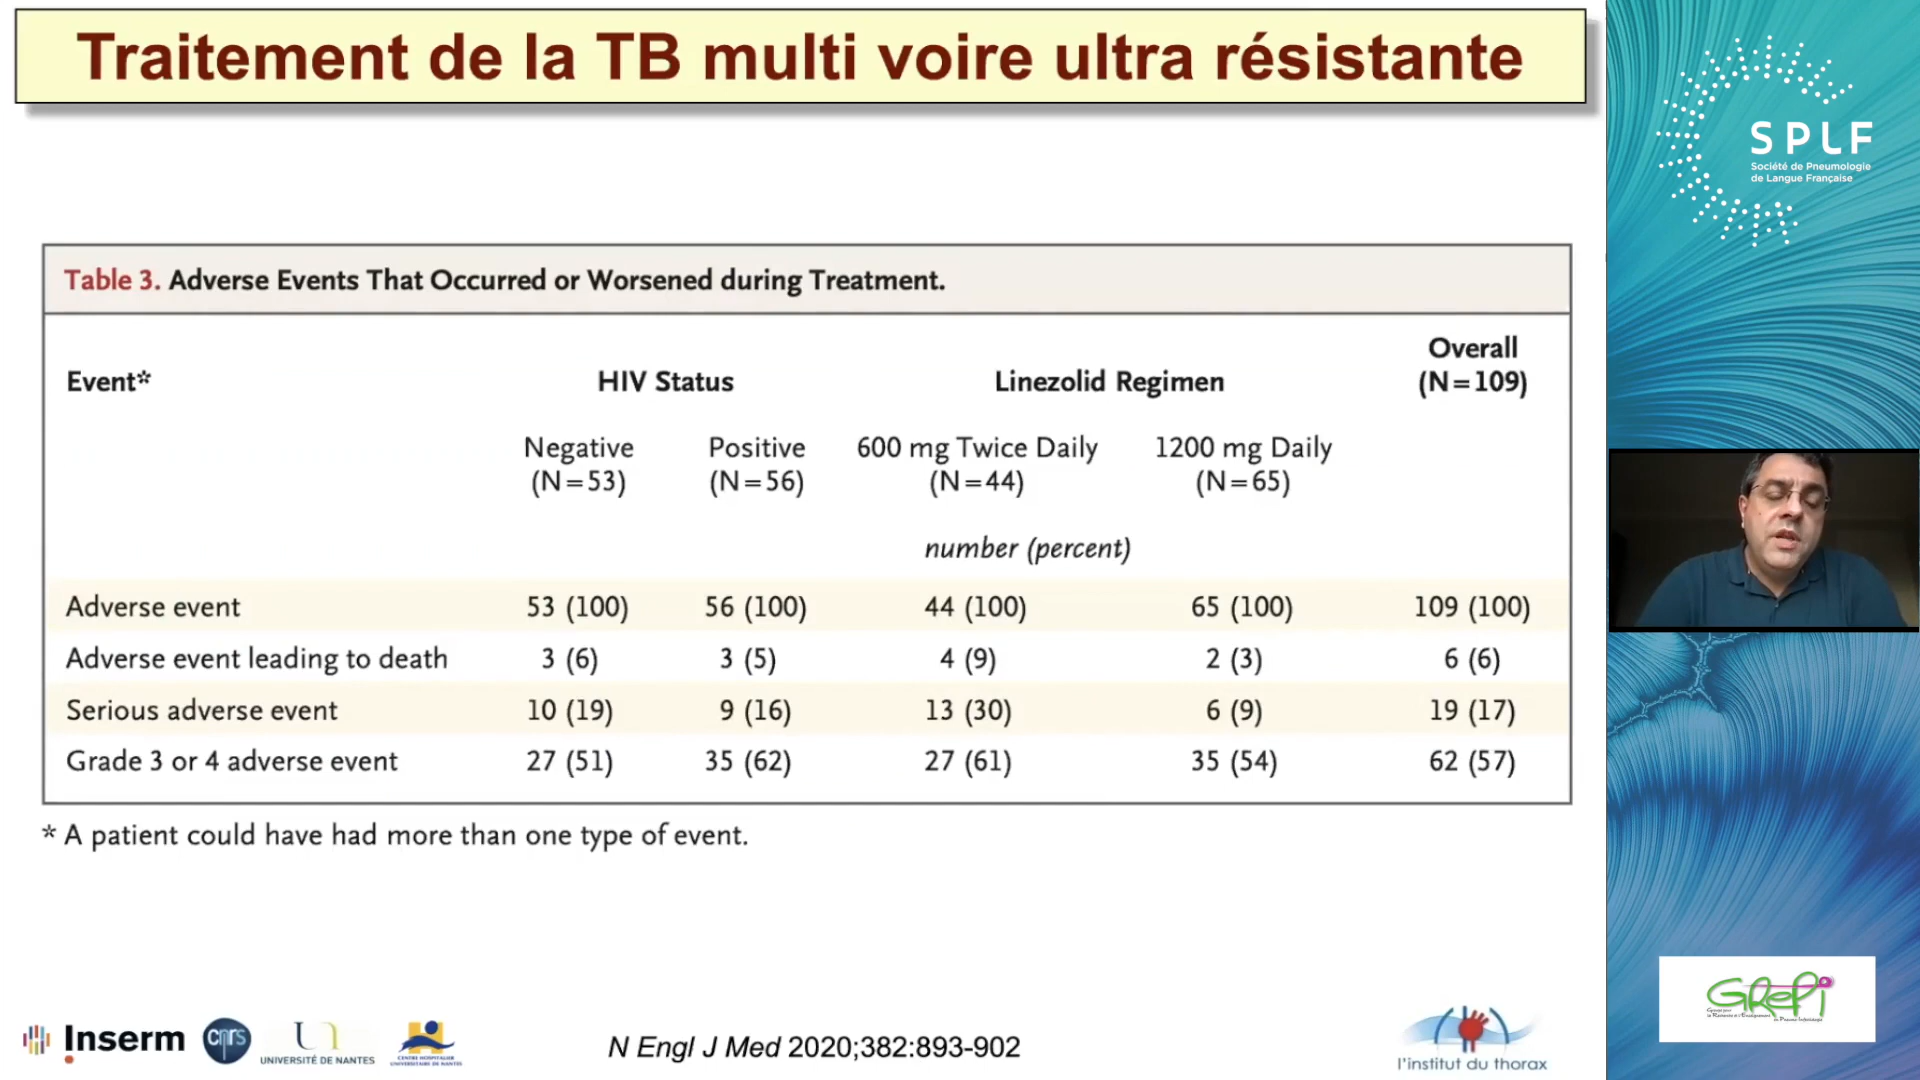 Traitement de la TB multi voire ultra résistante
SPLF
Société de Pneumologie
de Langue Française
Table 3. Adverse Events That Occurred or Worsened during Treatment.
Event* HIV Status Linezolid Regimen Overall (N=109)
Negative (N=53) Positive (N=56) 600 mg Twice Daily (N=44) 1200 mg Daily (N=65)
number (percent)
Adverse event 53 (100) 56 (100) 44 (100) 65 (100) 109 (100)
Adverse event leading to death 3 (6) 3 (5) 4 (9) 2 (3) 6 (6)
Serious adverse event 10 (19) 9 (16) 13 (30) 6 (9) 19 (17)
Grade 3 or 4 adverse event 27 (51) 35 (62) 27 (61) 35 (54) 62 (57)
* A patient could have had more than one type of event.
Inserm
cnrs
UNIVERSITÉ DE NANTES
CENTRE HOSPITALIER
UNIVERSITAIRE DE NANTES
N Engl J Med 2020;382:893-902
l'institut du thorax
GREPI